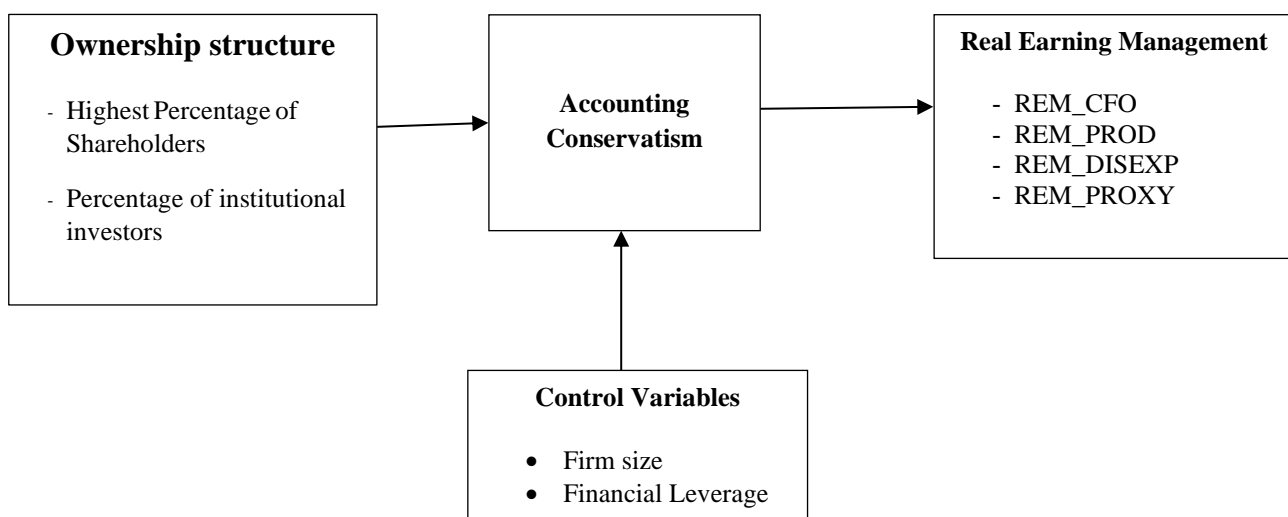 Ownership structure
- Highest Percentage of
Shareholders
- Percentage of institutional
investors
Accounting
Conservatism
Real Earning Management
- REM_CFO
- REM_PROD
- REM_DISEXP
- REM_PROXY
Control Variables
• Firm size
• Financial Leverage